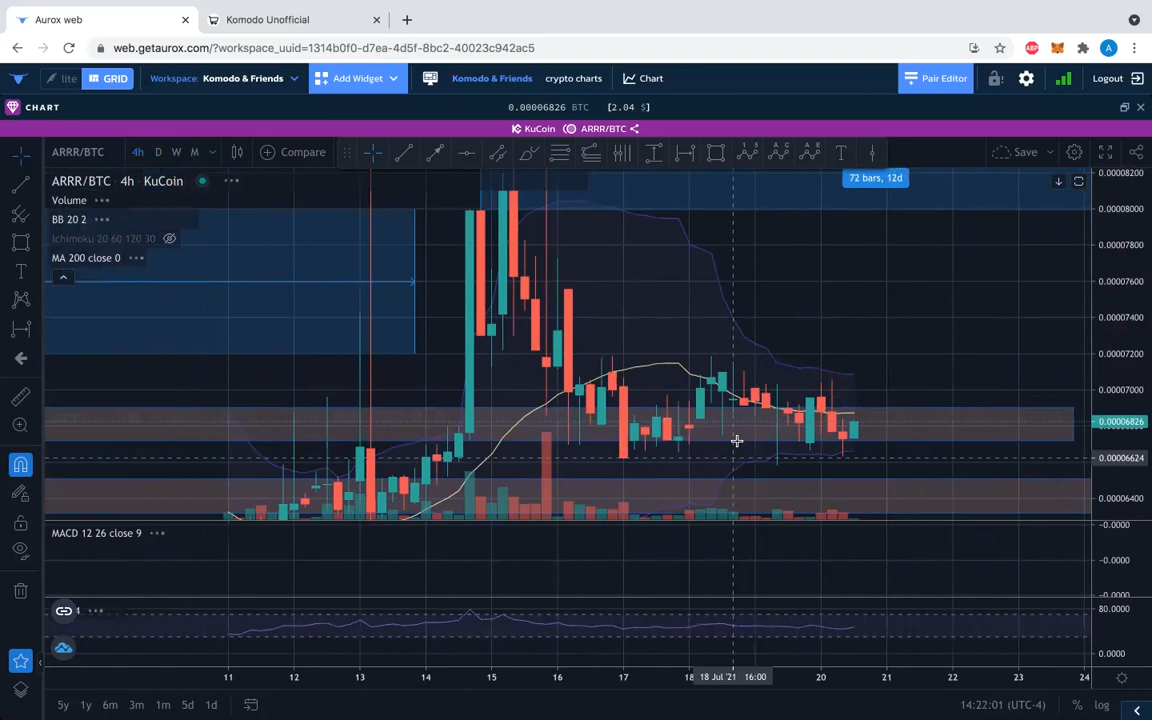 Aurox web
Komodo Unofficial
web.getaurox.com/?workspace_uuid=1314b0f0-d7ea-4d5f-8bc2-40023c942ac5
ABP
A
lite
GRID
Workspace: Komodo & Friends
Add Widget
Komodo & Friends
crypto charts
Chart
Pair Editor
Logout
CHART
0.00006826 BTC [2.04 $]
KuCoin
ARRR/BTC
ARRR/BTC
4h D W M
Compare
T
Save
72 bars, 12d
ARRR/BTC · 4h · KuCoin
Volume
BB 20 2
Ichimoku 20 60 120 30
MA 200 close 0
0.00008200
0.00008000
0.00007800
0.00007600
0.00007400
0.00007200
0.00007000
0.00006826
0.00006624
0.00006400
MACD 12 26 close 9
−0.0000
−0.0000
−0.0000
4
80.0000
0.0000
11 12 13 14 15 16 17 18 18 Jul '21 16:00 20 21 22 23 24
5y 1y 6m 3m 1m 5d 1d
14:22:01 (UTC-4)
%
log